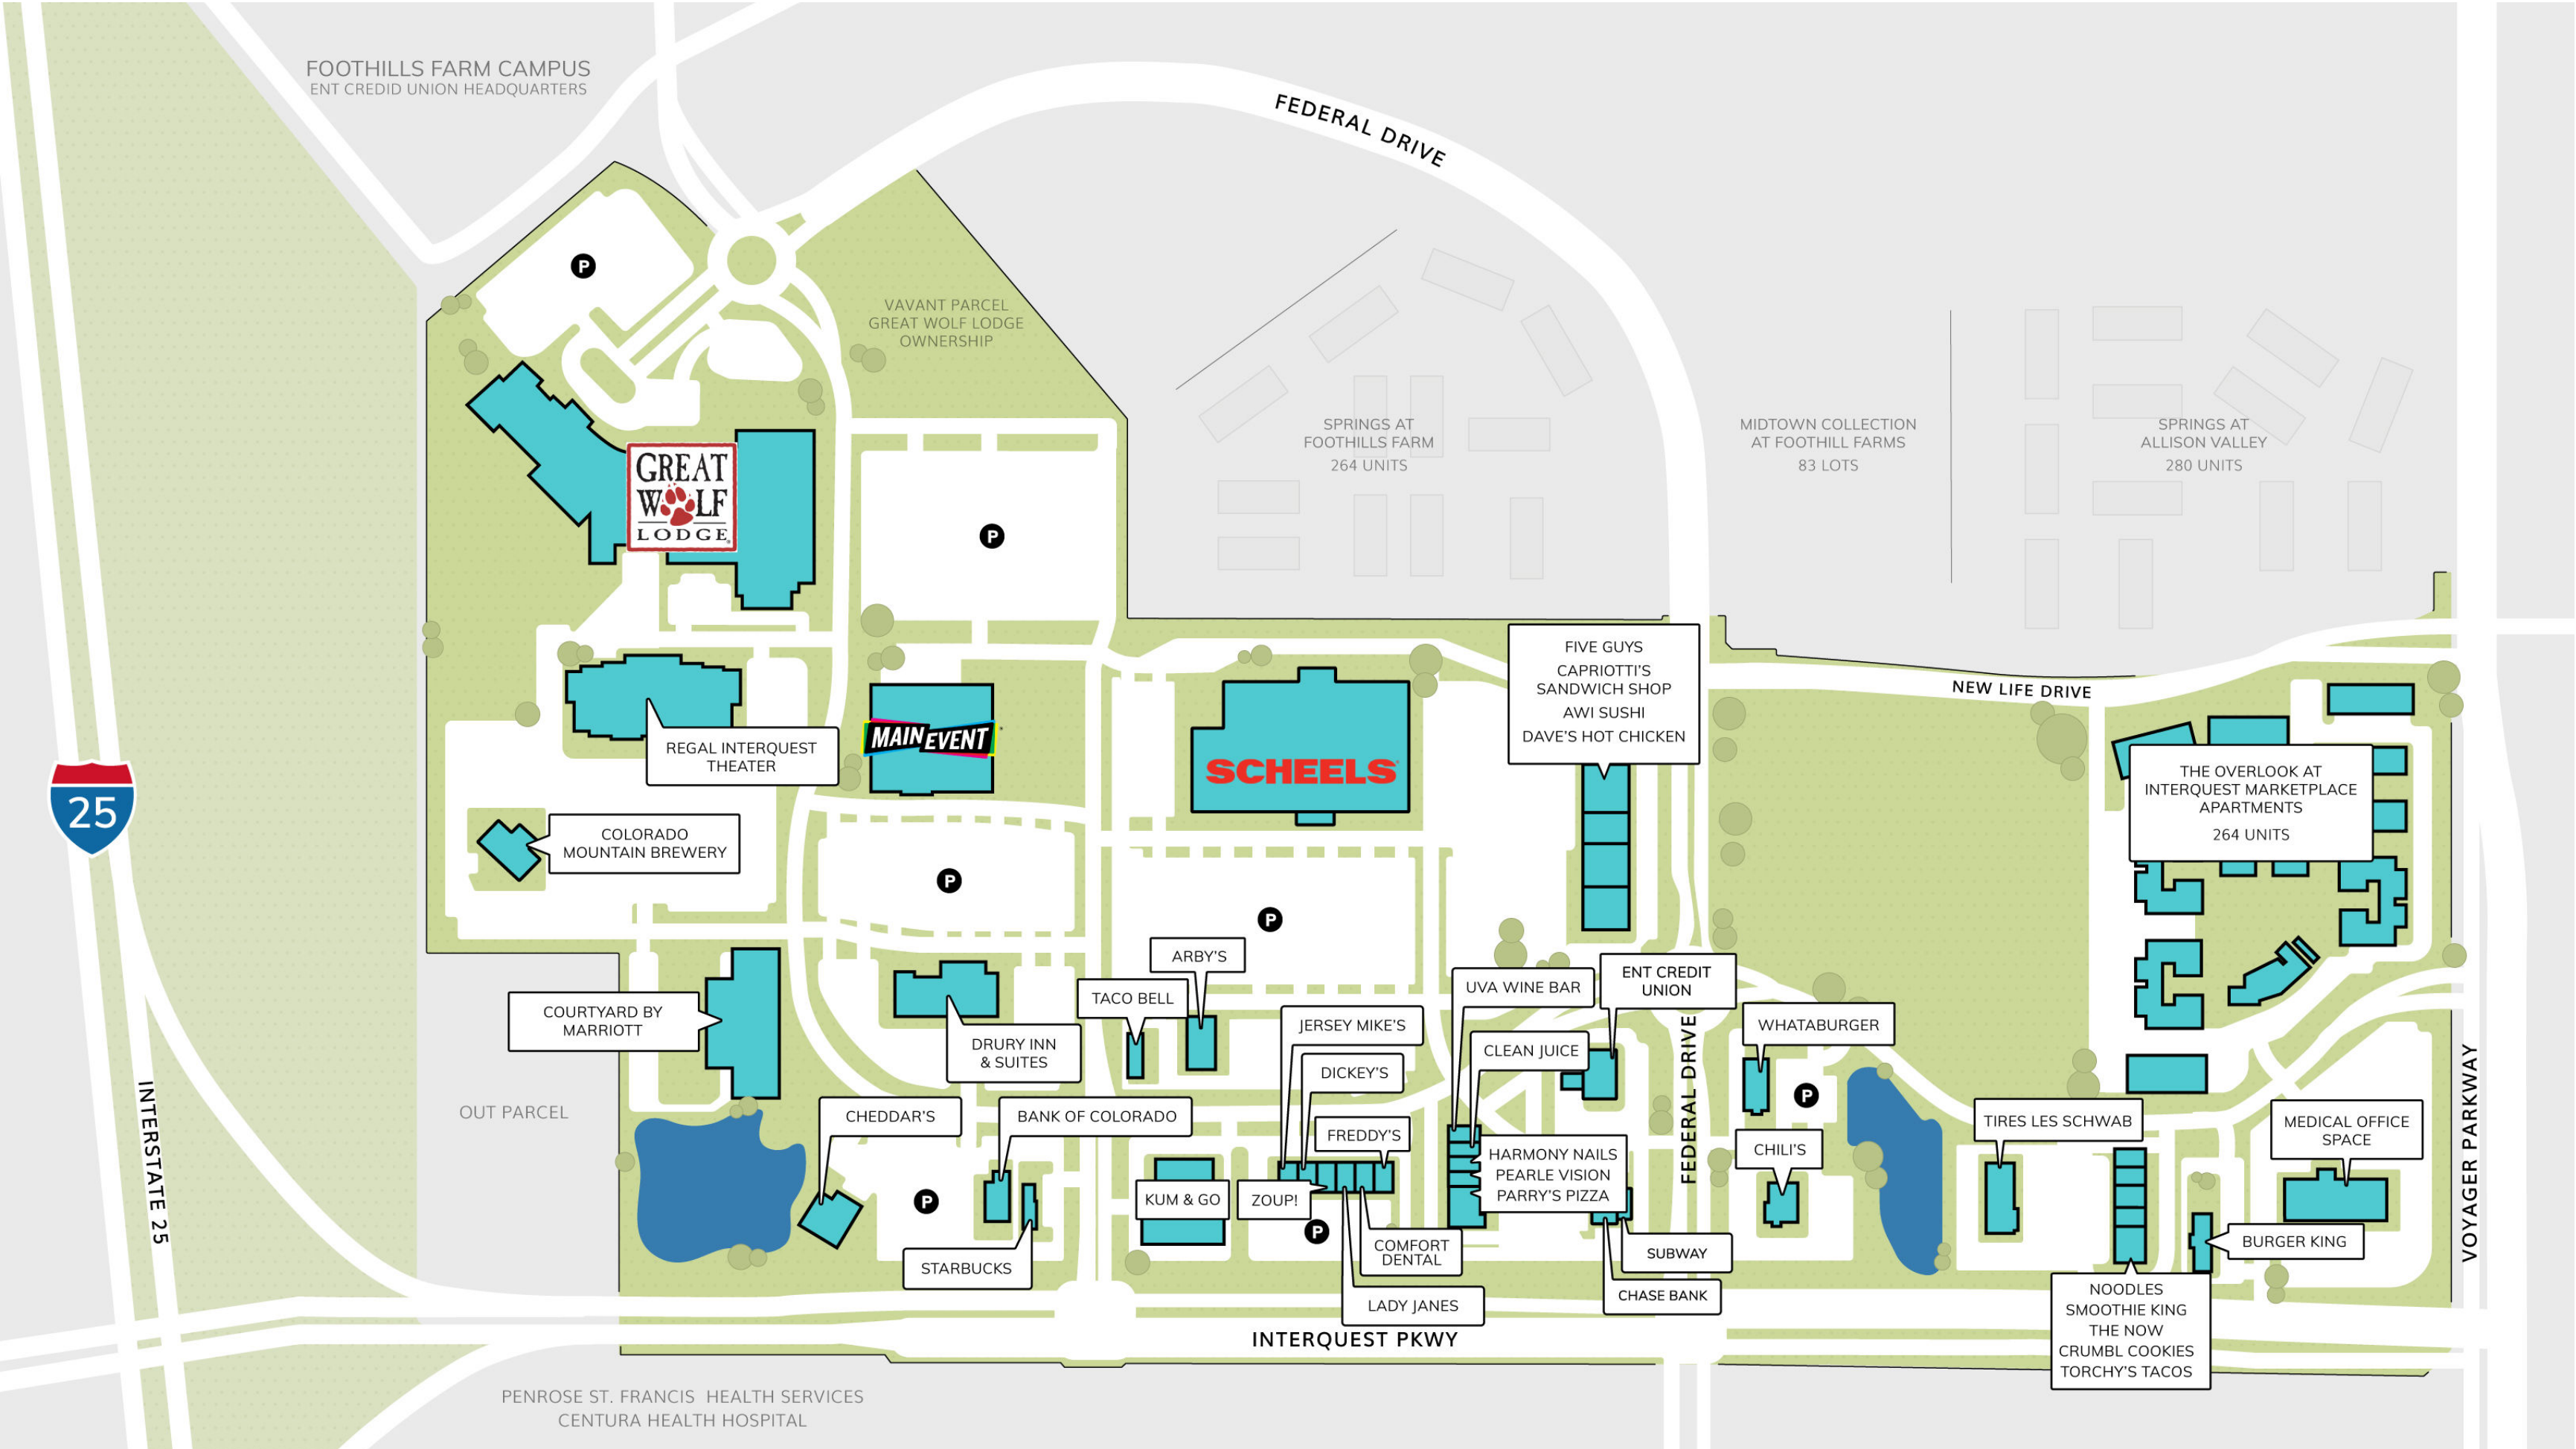 FOOTHILLS FARM CAMPUS
ENT CREDID UNION HEADQUARTERS
FEDERAL DRIVE
P
VAVANT PARCEL
GREAT WOLF LODGE
OWNERSHIP
GREAT
WOLF
LODGE
P
SPRINGS AT
FOOTHILLS FARM
264 UNITS
MIDTOWN COLLECTION
AT FOOTHILL FARMS
83 LOTS
SPRINGS AT
ALLISON VALLEY
280 UNITS
FIVE GUYS
CAPRIOTTI'S
SANDWICH SHOP
AWI SUSHI
DAVE'S HOT CHICKEN
NEW LIFE DRIVE
REGAL INTERQUEST
THEATER
MAIN EVENT
SCHEELS
THE OVERLOOK AT
INTERQUEST MARKETPLACE
APARTMENTS
264 UNITS
25
COLORADO
MOUNTAIN BREWERY
P
P
ARBY'S
TACO BELL
UVA WINE BAR
ENT CREDIT
UNION
COURTYARD BY
MARRIOTT
DRURY INN
& SUITES
JERSEY MIKE'S
CLEAN JUICE
FEDERAL DRIVE
WHATABURGER
DICKEY'S
P
INTERSTATE 25
OUT PARCEL
CHEDDAR'S
BANK OF COLORADO
FREDDY'S
CHILI'S
TIRES LES SCHWAB
MEDICAL OFFICE
SPACE
VOYAGER PARKWAY
HARMONY NAILS
PEARLE VISION
PARRY'S PIZZA
P
KUM & GO
ZOUP!
P
COMFORT
DENTAL
SUBWAY
BURGER KING
STARBUCKS
CHASE BANK
LADY JANES
NOODLES
SMOOTHIE KING
THE NOW
CRUMBL COOKIES
TORCHY'S TACOS
INTERQUEST PKWY
PENROSE ST. FRANCIS HEALTH SERVICES
CENTURA HEALTH HOSPITAL